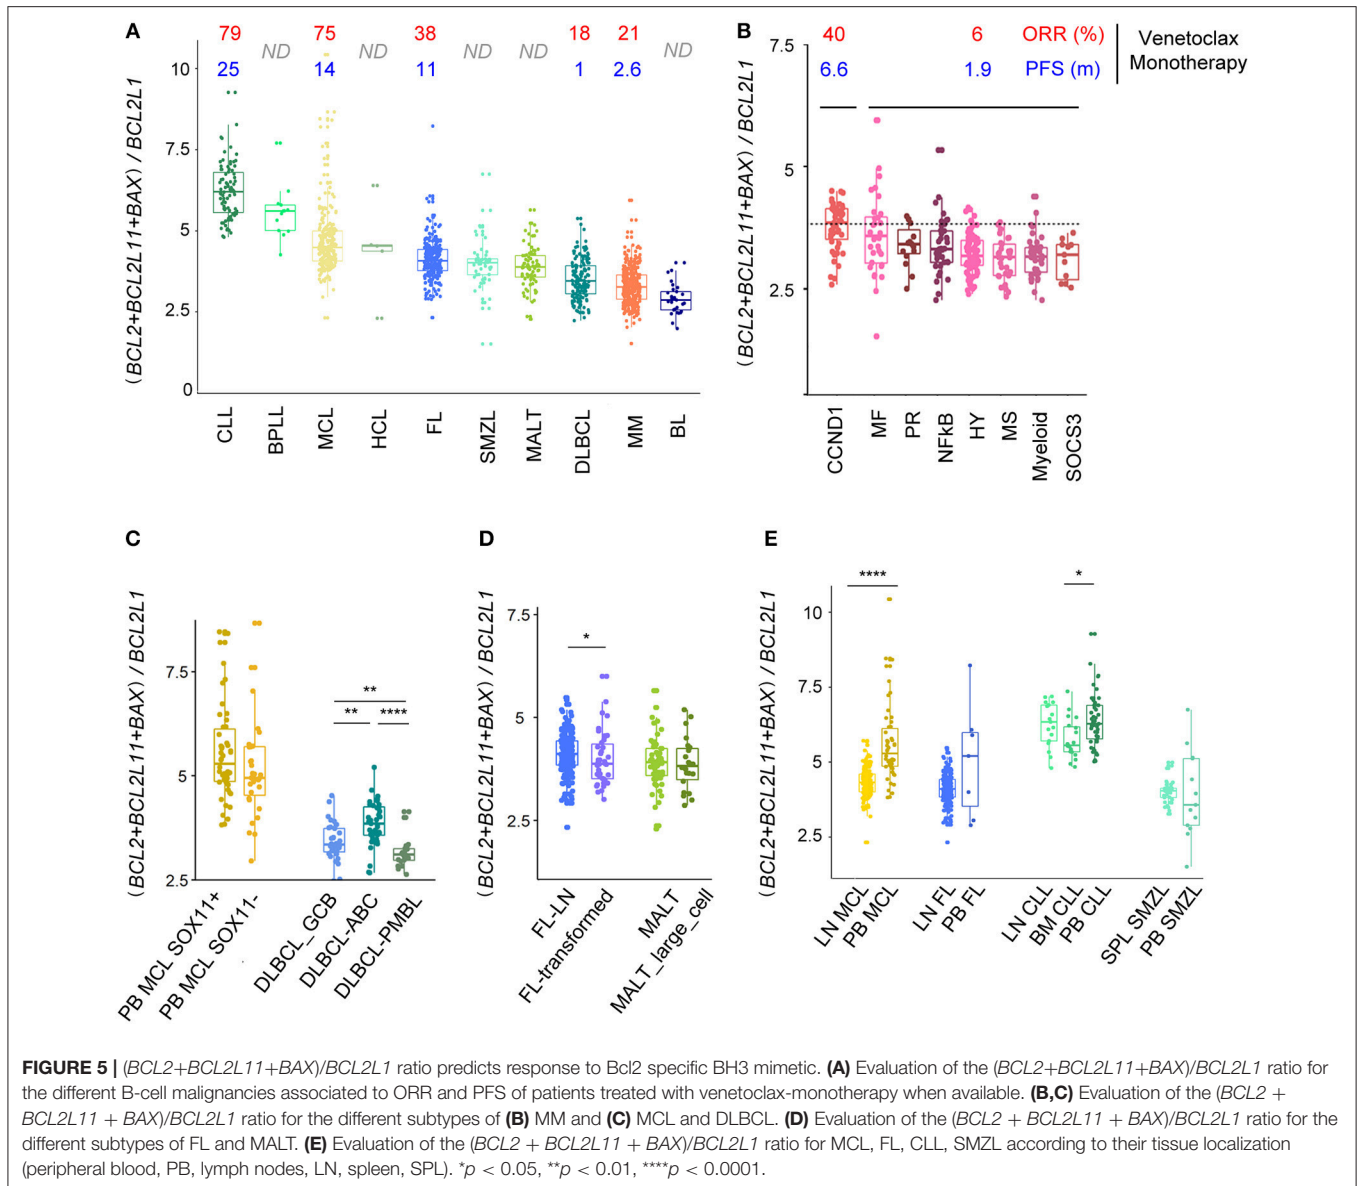 A
79 ND 75 ND 38 ND ND 18 21 ND
25 14 11 1 2.6
(BCL2+BCL2L11+BAX) / BCL2L1
10
7.5
5
2.5
0
CLL BPLL MCL HCL FL SMZL MALT DLBCL MM BL
B
40 6 ORR (%)
6.6 1.9 PFS (m)
Venetoclax
Monotherapy
(BCL2+BCL2L11+BAX) / BCL2L1
7.5
5
2.5
CCND1 MF PR NFkB HY MS Myeloid SOCS3
C
(BCL2+BCL2L11+BAX) / BCL2L1
7.5
5
2.5
**
** ****
PB MCL SOX11+
PB MCL SOX11-
DLBCL_GCB
DLBCL-ABC
DLBCL-PMBL
D
(BCL2+BCL2L11+BAX) / BCL2L1
7.5
5
2.5
*
FL-LN
FL-transformed
MALT
MALT_large_cell
E
(BCL2+BCL2L11+BAX) / BCL2L1
10
7.5
5
2.5
**** *
LN MCL
PB MCL
LN FL
PB FL
LN CLL
BM CLL
PB CLL
SPL SMZL
PB SMZL
FIGURE 5 | (BCL2+BCL2L11+BAX)/BCL2L1 ratio predicts response to Bcl2 specific BH3 mimetic. (A) Evaluation of the (BCL2+BCL2L11+BAX)/BCL2L1 ratio for
the different B-cell malignancies associated to ORR and PFS of patients treated with venetoclax-monotherapy when available. (B,C) Evaluation of the (BCL2 +
BCL2L11 + BAX)/BCL2L1 ratio for the different subtypes of (B) MM and (C) MCL and DLBCL. (D) Evaluation of the (BCL2 + BCL2L11 + BAX)/BCL2L1 ratio for the
different subtypes of FL and MALT. (E) Evaluation of the (BCL2 + BCL2L11 + BAX)/BCL2L1 ratio for MCL, FL, CLL, SMZL according to their tissue localization
(peripheral blood, PB, lymph nodes, LN, spleen, SPL). *p < 0.05, **p < 0.01, ****p < 0.0001.